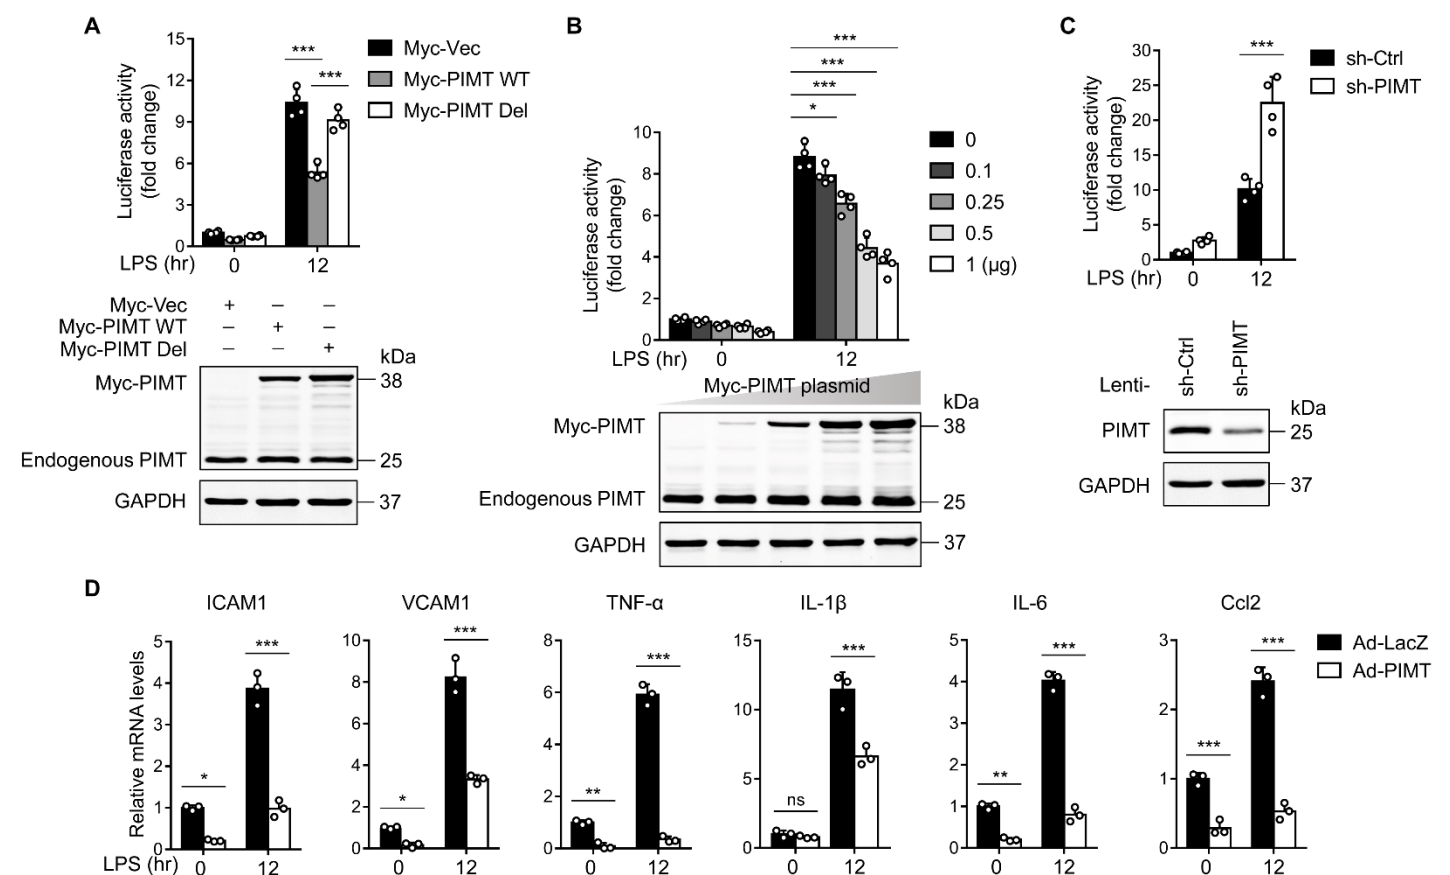 A
Luciferase activity
(fold change)
15
12
9
6
3
0
***
***
Myc-Vec
Myc-PIMT WT
Myc-PIMT Del
LPS (hr)
0
12
Myc-Vec + – –
Myc-PIMT WT – + –
Myc-PIMT Del – – +
kDa
Myc-PIMT
38
Endogenous PIMT
25
GAPDH
37
B
Luciferase activity
(fold change)
10
8
6
4
2
0
***
***
***
*
0
0.1
0.25
0.5
1 (μg)
LPS (hr)
0
12
Myc-PIMT plasmid
kDa
Myc-PIMT
38
Endogenous PIMT
25
GAPDH
37
C
Luciferase activity
(fold change)
30
25
20
15
10
5
0
***
sh-Ctrl
sh-PIMT
LPS (hr)
0
12
Lenti-
sh-Ctrl
sh-PIMT
kDa
PIMT
25
GAPDH
37
D
Relative mRNA levels
ICAM1
5
4
3
2
1
0
*
***
LPS (hr)
0
12
VCAM1
10
8
6
4
2
0
*
***
0
12
TNF-α
8
6
4
2
0
**
***
0
12
IL-1β
15
10
5
0
ns
***
0
12
IL-6
5
4
3
2
1
0
**
***
0
12
Ccl2
3
2
1
0
***
***
0
12
Ad-LacZ
Ad-PIMT